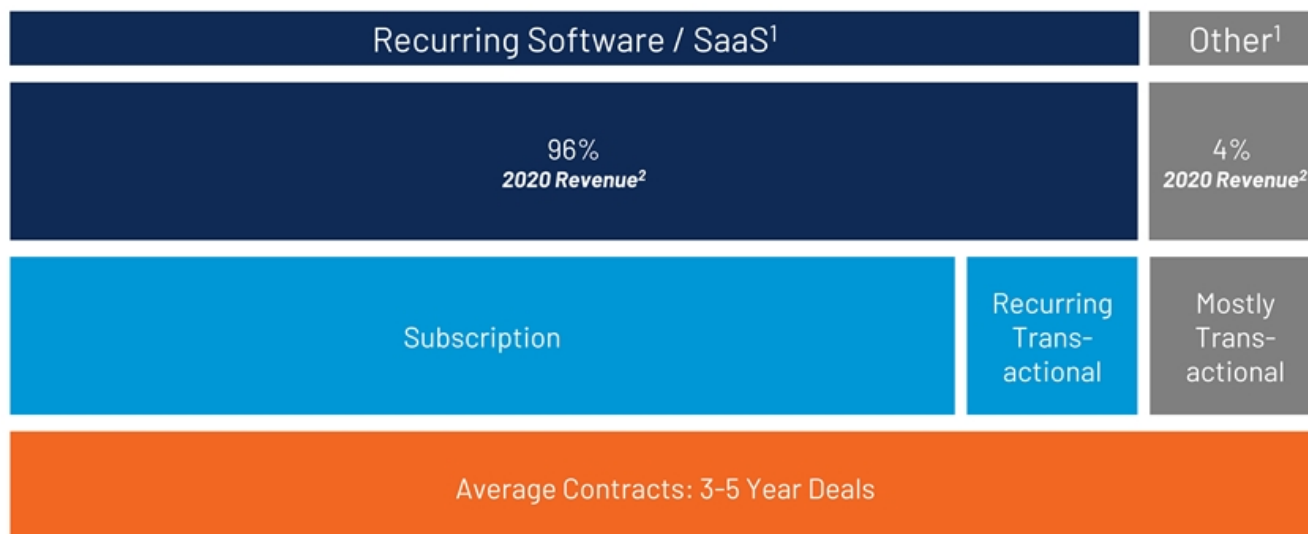 Recurring Software / SaaS¹
Other¹
96%
2020 Revenue²
4%
2020 Revenue²
Subscription
Recurring
Trans-
actional
Mostly
Trans-
actional
Average Contracts: 3-5 Year Deals